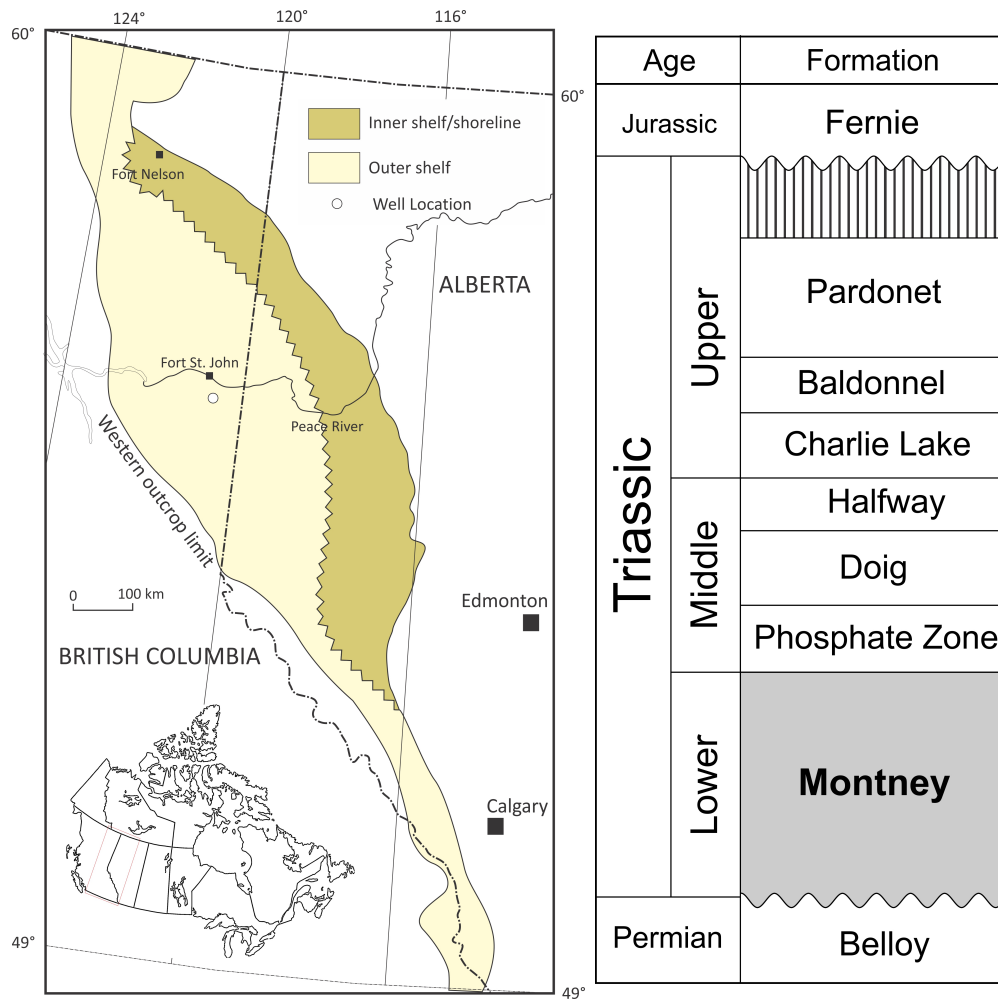 124°
120°
116°
60°
60°
Inner shelf/shoreline
Outer shelf
Well Location
Fort Nelson
ALBERTA
Fort St. John
Peace River
Western outcrop limit
0
100 km
Edmonton
BRITISH COLUMBIA
Calgary
49°
49°
Age
Formation
Jurassic
Fernie
Triassic
Upper
Pardonet
Baldonnel
Charlie Lake
Middle
Halfway
Doig
Phosphate Zone
Lower
Montney
Permian
Belloy